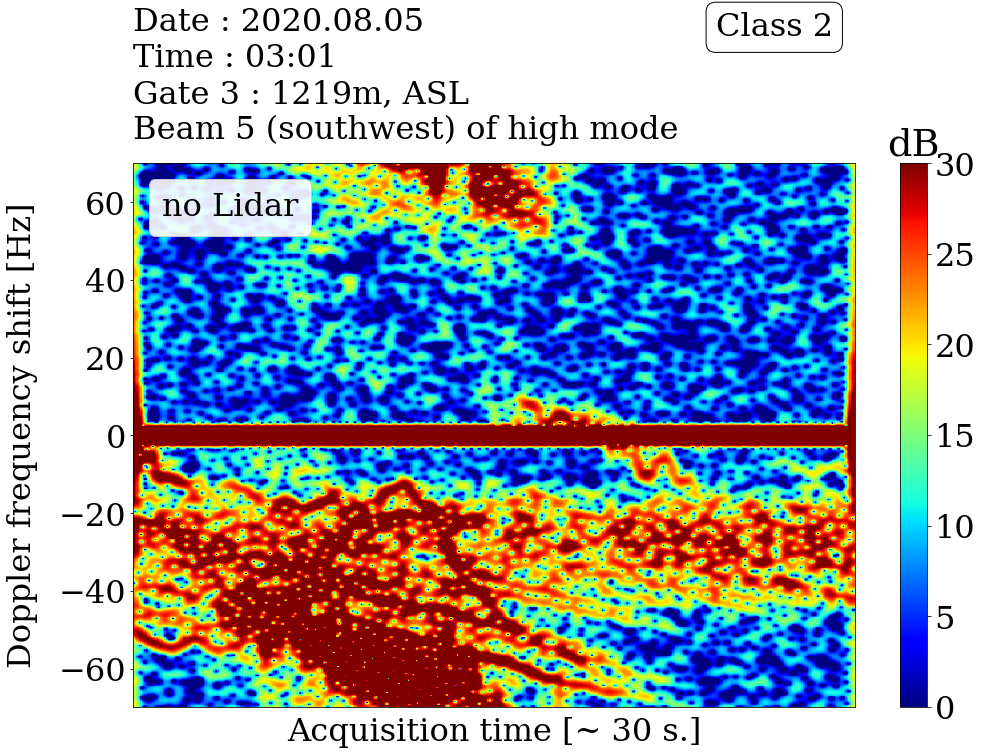 Date : 2020.08.05
Time : 03:01
Gate 3 : 1219m, ASL
Beam 5 (southwest) of high mode
Class 2
dB
no Lidar
Doppler frequency shift [Hz]
60
40
20
0
−20
−40
−60
Acquisition time [~ 30 s.]
30
25
20
15
10
5
0